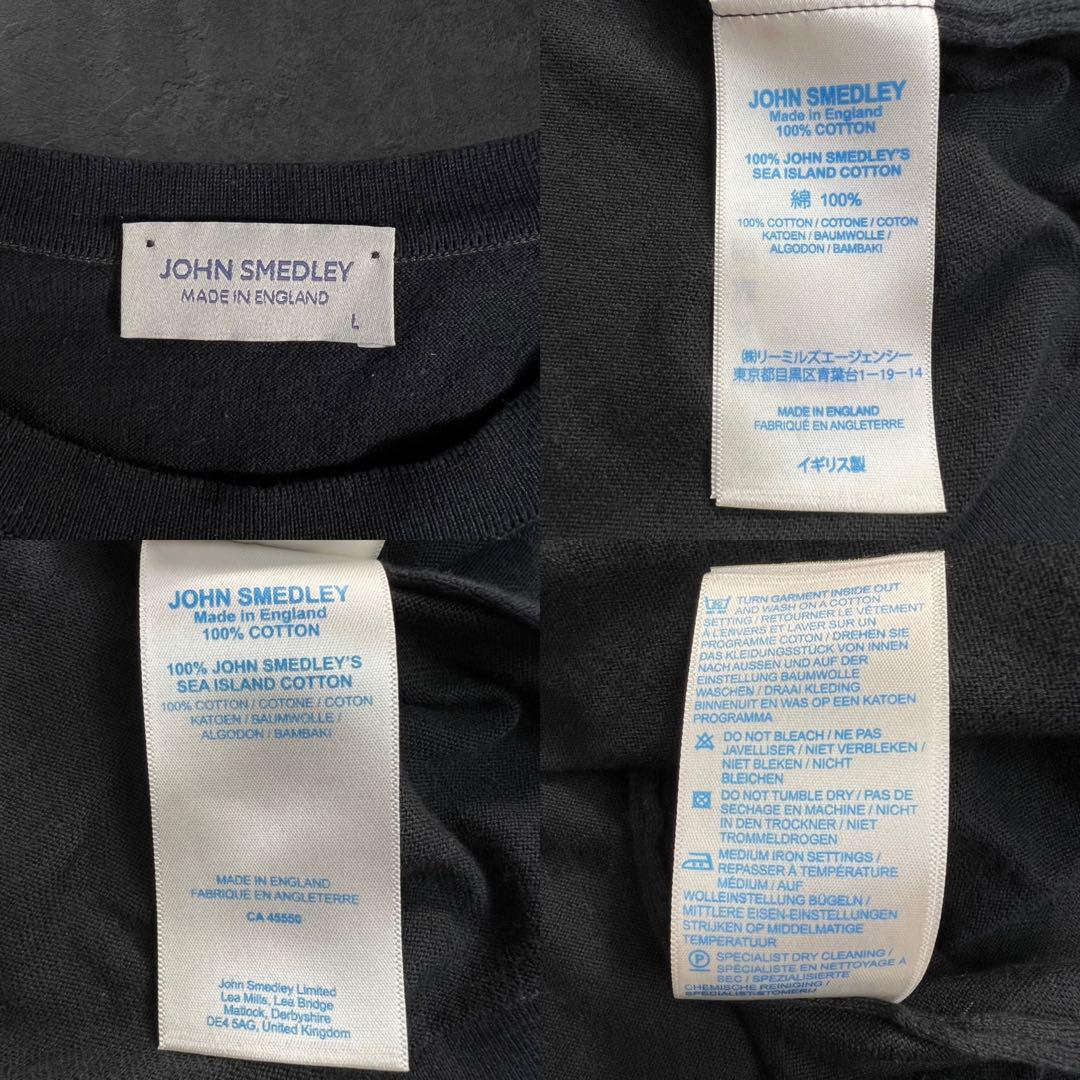 JOHN SMEDLEY
MADE IN ENGLAND
L
JOHN SMEDLEY
Made in England
100% COTTON
100% JOHN SMEDLEY'S
SEA ISLAND COTTON
綿 100%
100% COTTON / COTONE / COTON
KATOEN / BAUMWOLLE /
ALGODON / BAMBAKI
㈱リーミルズエージェンシー
東京都目黒区青葉台1-19-14
MADE IN ENGLAND
FABRIQUÉ EN ANGLETERRE
イギリス製
JOHN SMEDLEY
Made in England
100% COTTON
100% JOHN SMEDLEY'S
SEA ISLAND COTTON
100% COTTON / COTONE / COTON
KATOEN / BAUMWOLLE /
ALGODON / BAMBAKI
MADE IN ENGLAND
FABRIQUÉ EN ANGLETERRE
CA 45550
John Smedley Limited
Lea Mills, Lea Bridge
Matlock, Derbyshire
DE4 5AG, United Kingdom
TURN GARMENT INSIDE OUT
AND WASH ON A COTTON
SETTING / RETOURNER LE VÊTEMENT
À L'ENVERS ET LAVER SUR UN
PROGRAMME COTON / DREHEN SIE
DAS KLEIDUNGSSTÜCK VON INNEN
NACH AUSSEN UND AUF DER
EINSTELLUNG BAUMWOLLE
WASCHEN / DRAAI KLEDING
BINNENUIT EN WAS OP EEN KATOEN
PROGRAMMA
DO NOT BLEACH / NE PAS
JAVELLISER / NIET VERBLEKEN /
NIET BLEKEN / NICHT
BLEICHEN
DO NOT TUMBLE DRY / PAS DE
SECHAGE EN MACHINE / NICHT
IN DEN TROCKNER / NIET
TROMMELDROGEN
MEDIUM IRON SETTINGS /
REPASSER À TEMPÉRATURE
MÉDIUM / AUF
WOLLEINSTELLUNG BÜGELN /
MITTLERE EISEN-EINSTELLUNGEN
STRIJKEN OP MIDDELMATIGE
TEMPERATUUR
P SPECIALIST DRY CLEANING /
SPÉCIALISTE EN NETTOYAGE À
SEC / SPEZIALISIERTE
CHEMISCHE REINIGING /
SPECIALIST-STOMERIJ